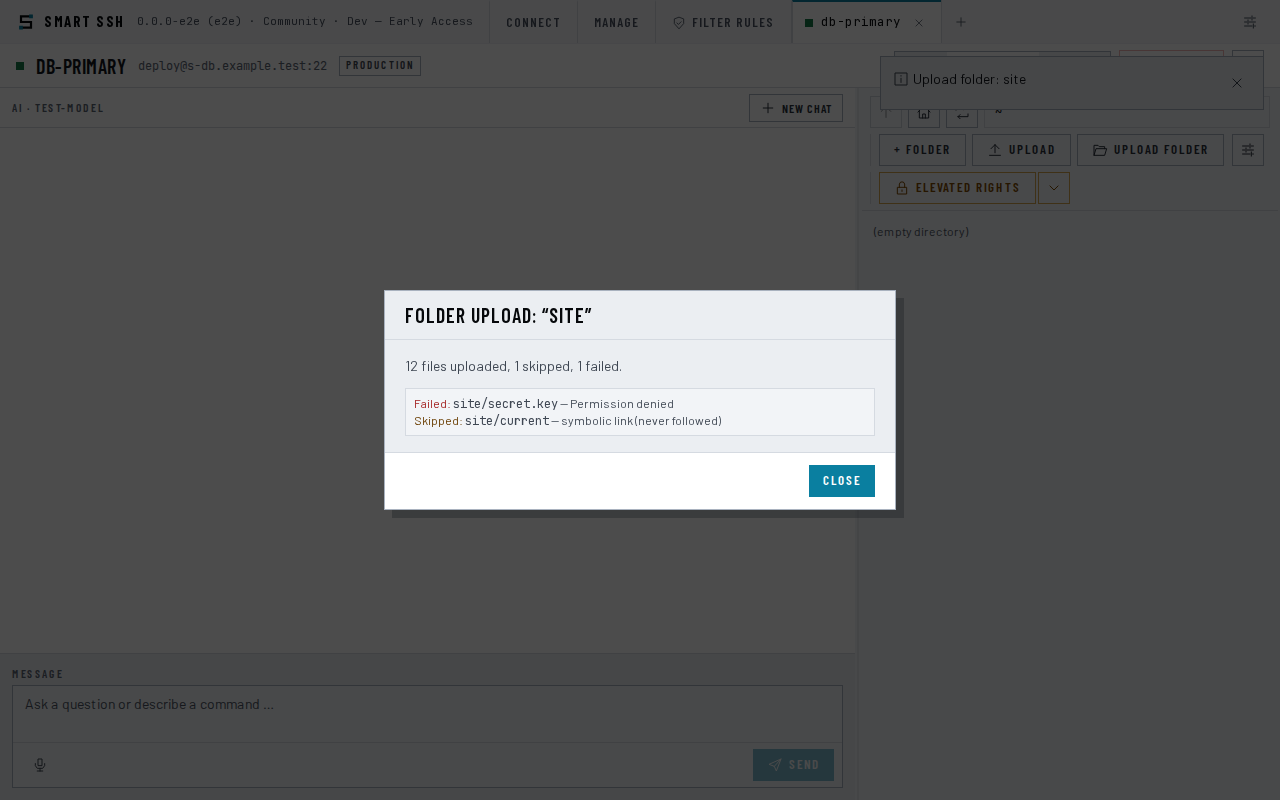 SMART SSH 0.0.0-e2e (e2e) · Community · Dev — Early Access CONNECT MANAGE FILTER RULES db-primary
DB-PRIMARY deploy@s-db.example.test:22 PRODUCTION
Upload folder: site
AI · TEST-MODEL NEW CHAT
~
+ FOLDER UPLOAD UPLOAD FOLDER
ELEVATED RIGHTS
(empty directory)
FOLDER UPLOAD: “SITE”
12 files uploaded, 1 skipped, 1 failed.
Failed: site/secret.key — Permission denied
Skipped: site/current — symbolic link (never followed)
CLOSE
MESSAGE
Ask a question or describe a command ...
SEND